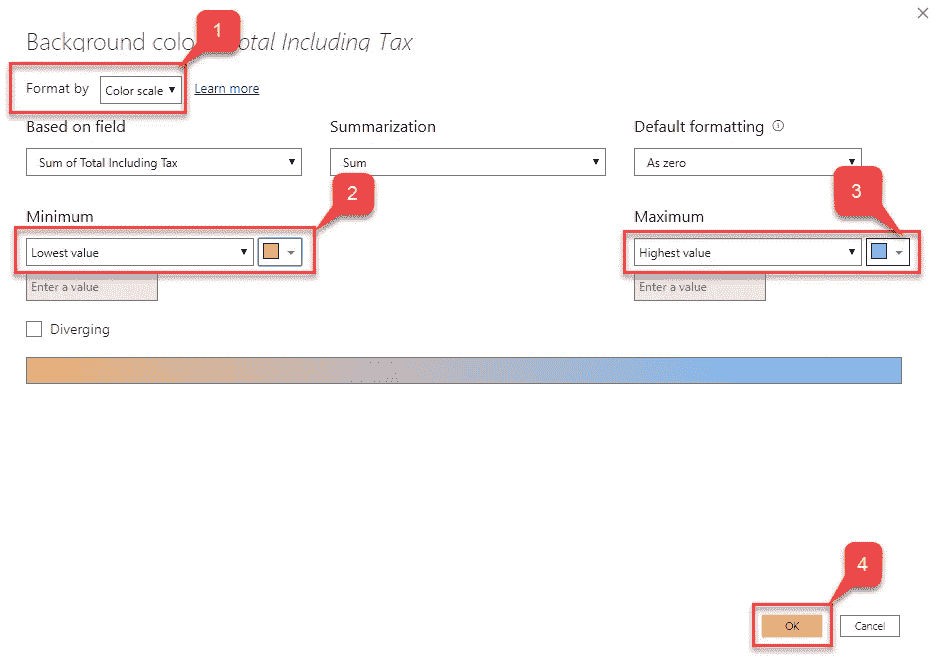 1
Background colo otal Including Tax
Format by Color scale Learn more
Based on field Summarization Default formatting
Sum of Total Including Tax Sum As zero
2 3
Minimum Maximum
Lowest value Highest value
Enter a value Enter a value
Diverging
4
OK Cancel